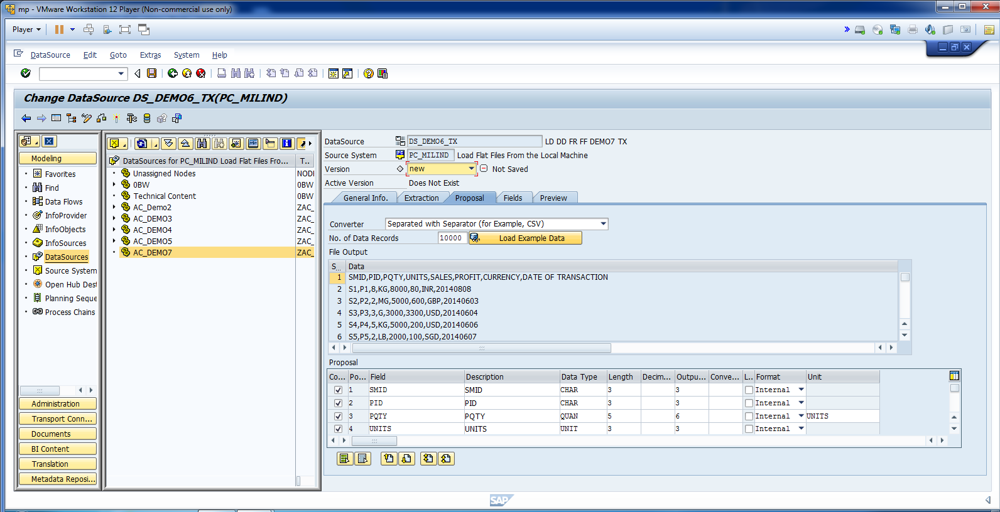 mp - VMware Workstation 12 Player (Non-commercial use only)
Player
DataSource Edit Goto Extras System Help
Change DataSource DS_DEMO6_TX(PC_MILIND)
Modeling
Favorites
Find
Data Flows
InfoProvider
InfoObjects
InfoSources
DataSources
Source System
Open Hub Dest
Planning Seque
Process Chains
Administration
Transport Conn...
Documents
BI Content
Translation
Metadata Reposi...
DataSources for PC_MILIND Load Flat Files Fro... T..
Unassigned Nodes NODI
0BW 0BW
Technical Content 0BW
AC_Demo2 ZAC_
AC_DEMO3 ZAC_
AC_DEMO4 ZAC_
AC_DEMO5 ZAC_
AC_DEMO7 ZAC_
DataSource DS_DEMO6_TX LD DD FR FF DEMO7 TX
Source System PC_MILIND Load Flat Files From the Local Machine
Version new Not Saved
Active Version Does Not Exist
General Info. Extraction Proposal Fields Preview
Converter Separated with Separator (for Example, CSV)
No. of Data Records 10000 Load Example Data
File Output
S... Data
1 SMID,PID,PQTY,UNITS,SALES,PROFIT,CURRENCY,DATE OF TRANSACTION
2 S1,P1,8,KG,8000,80,INR,20140808
3 S2,P2,2,MG,5000,600,GBP,20140603
4 S3,P3,3,G,3000,3300,USD,20140604
5 S4,P4,5,KG,5000,200,USD,20140606
6 S5,P5,2,LB,2000,100,SGD,20140607
Proposal
Co... Po... Field Description Data Type Length Decim... Outpu... Conve... L.. Format Unit
1 SMID SMID CHAR 3 3 Internal
2 PID PID CHAR 3 3 Internal
3 PQTY PQTY QUAN 5 6 Internal UNITS
4 UNITS UNITS UNIT 3 3 Internal
SAP